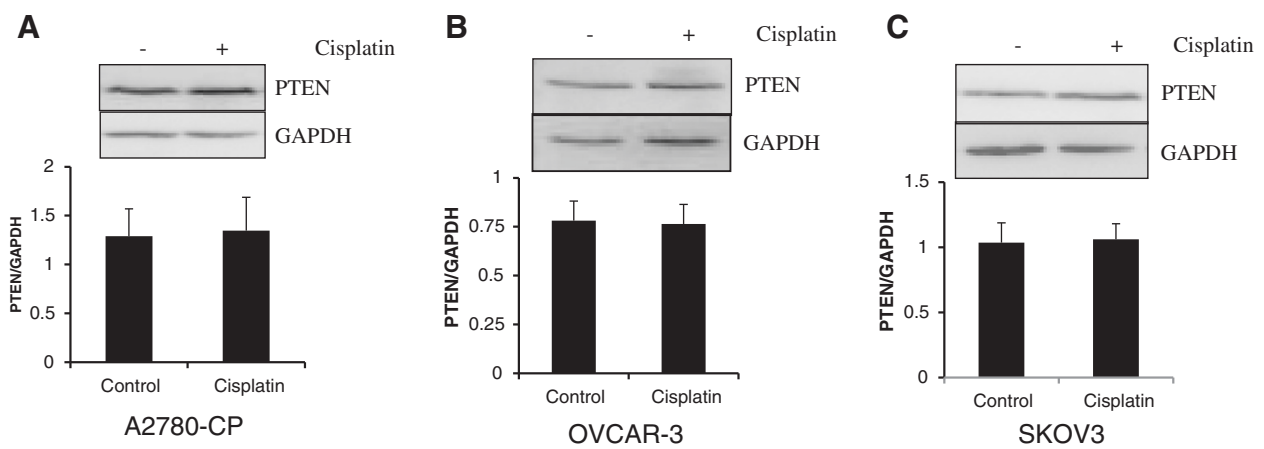 A
- + Cisplatin
PTEN
GAPDH
2
1.5
1
0.5
0
PTEN/GAPDH
Control Cisplatin
A2780-CP
B
- + Cisplatin
PTEN
GAPDH
1
0.75
0.5
0.25
0
PTEN/GAPDH
Control Cisplatin
OVCAR-3
C
- + Cisplatin
PTEN
GAPDH
1.5
1
0.5
0
PTEN/GAPDH
Control Cisplatin
SKOV3